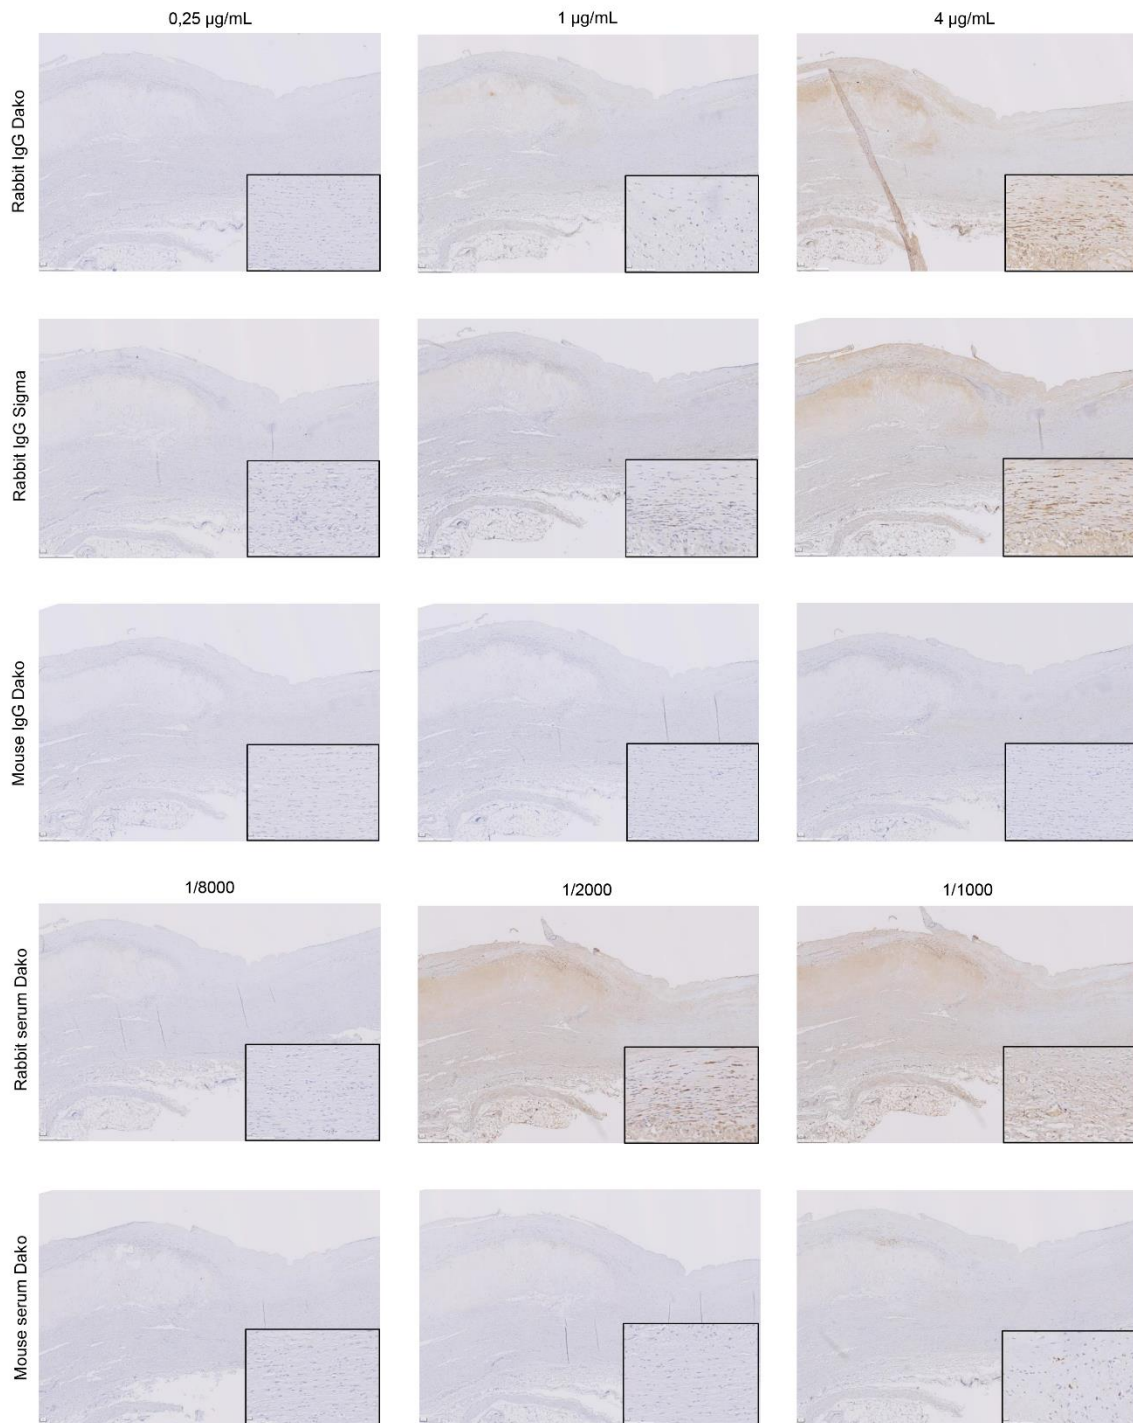 0,25 µg/mL
1 µg/mL
4 µg/mL
Rabbit IgG Dako
Rabbit IgG Sigma
Mouse IgG Dako
1/8000
1/2000
1/1000
Rabbit serum Dako
Mouse serum Dako